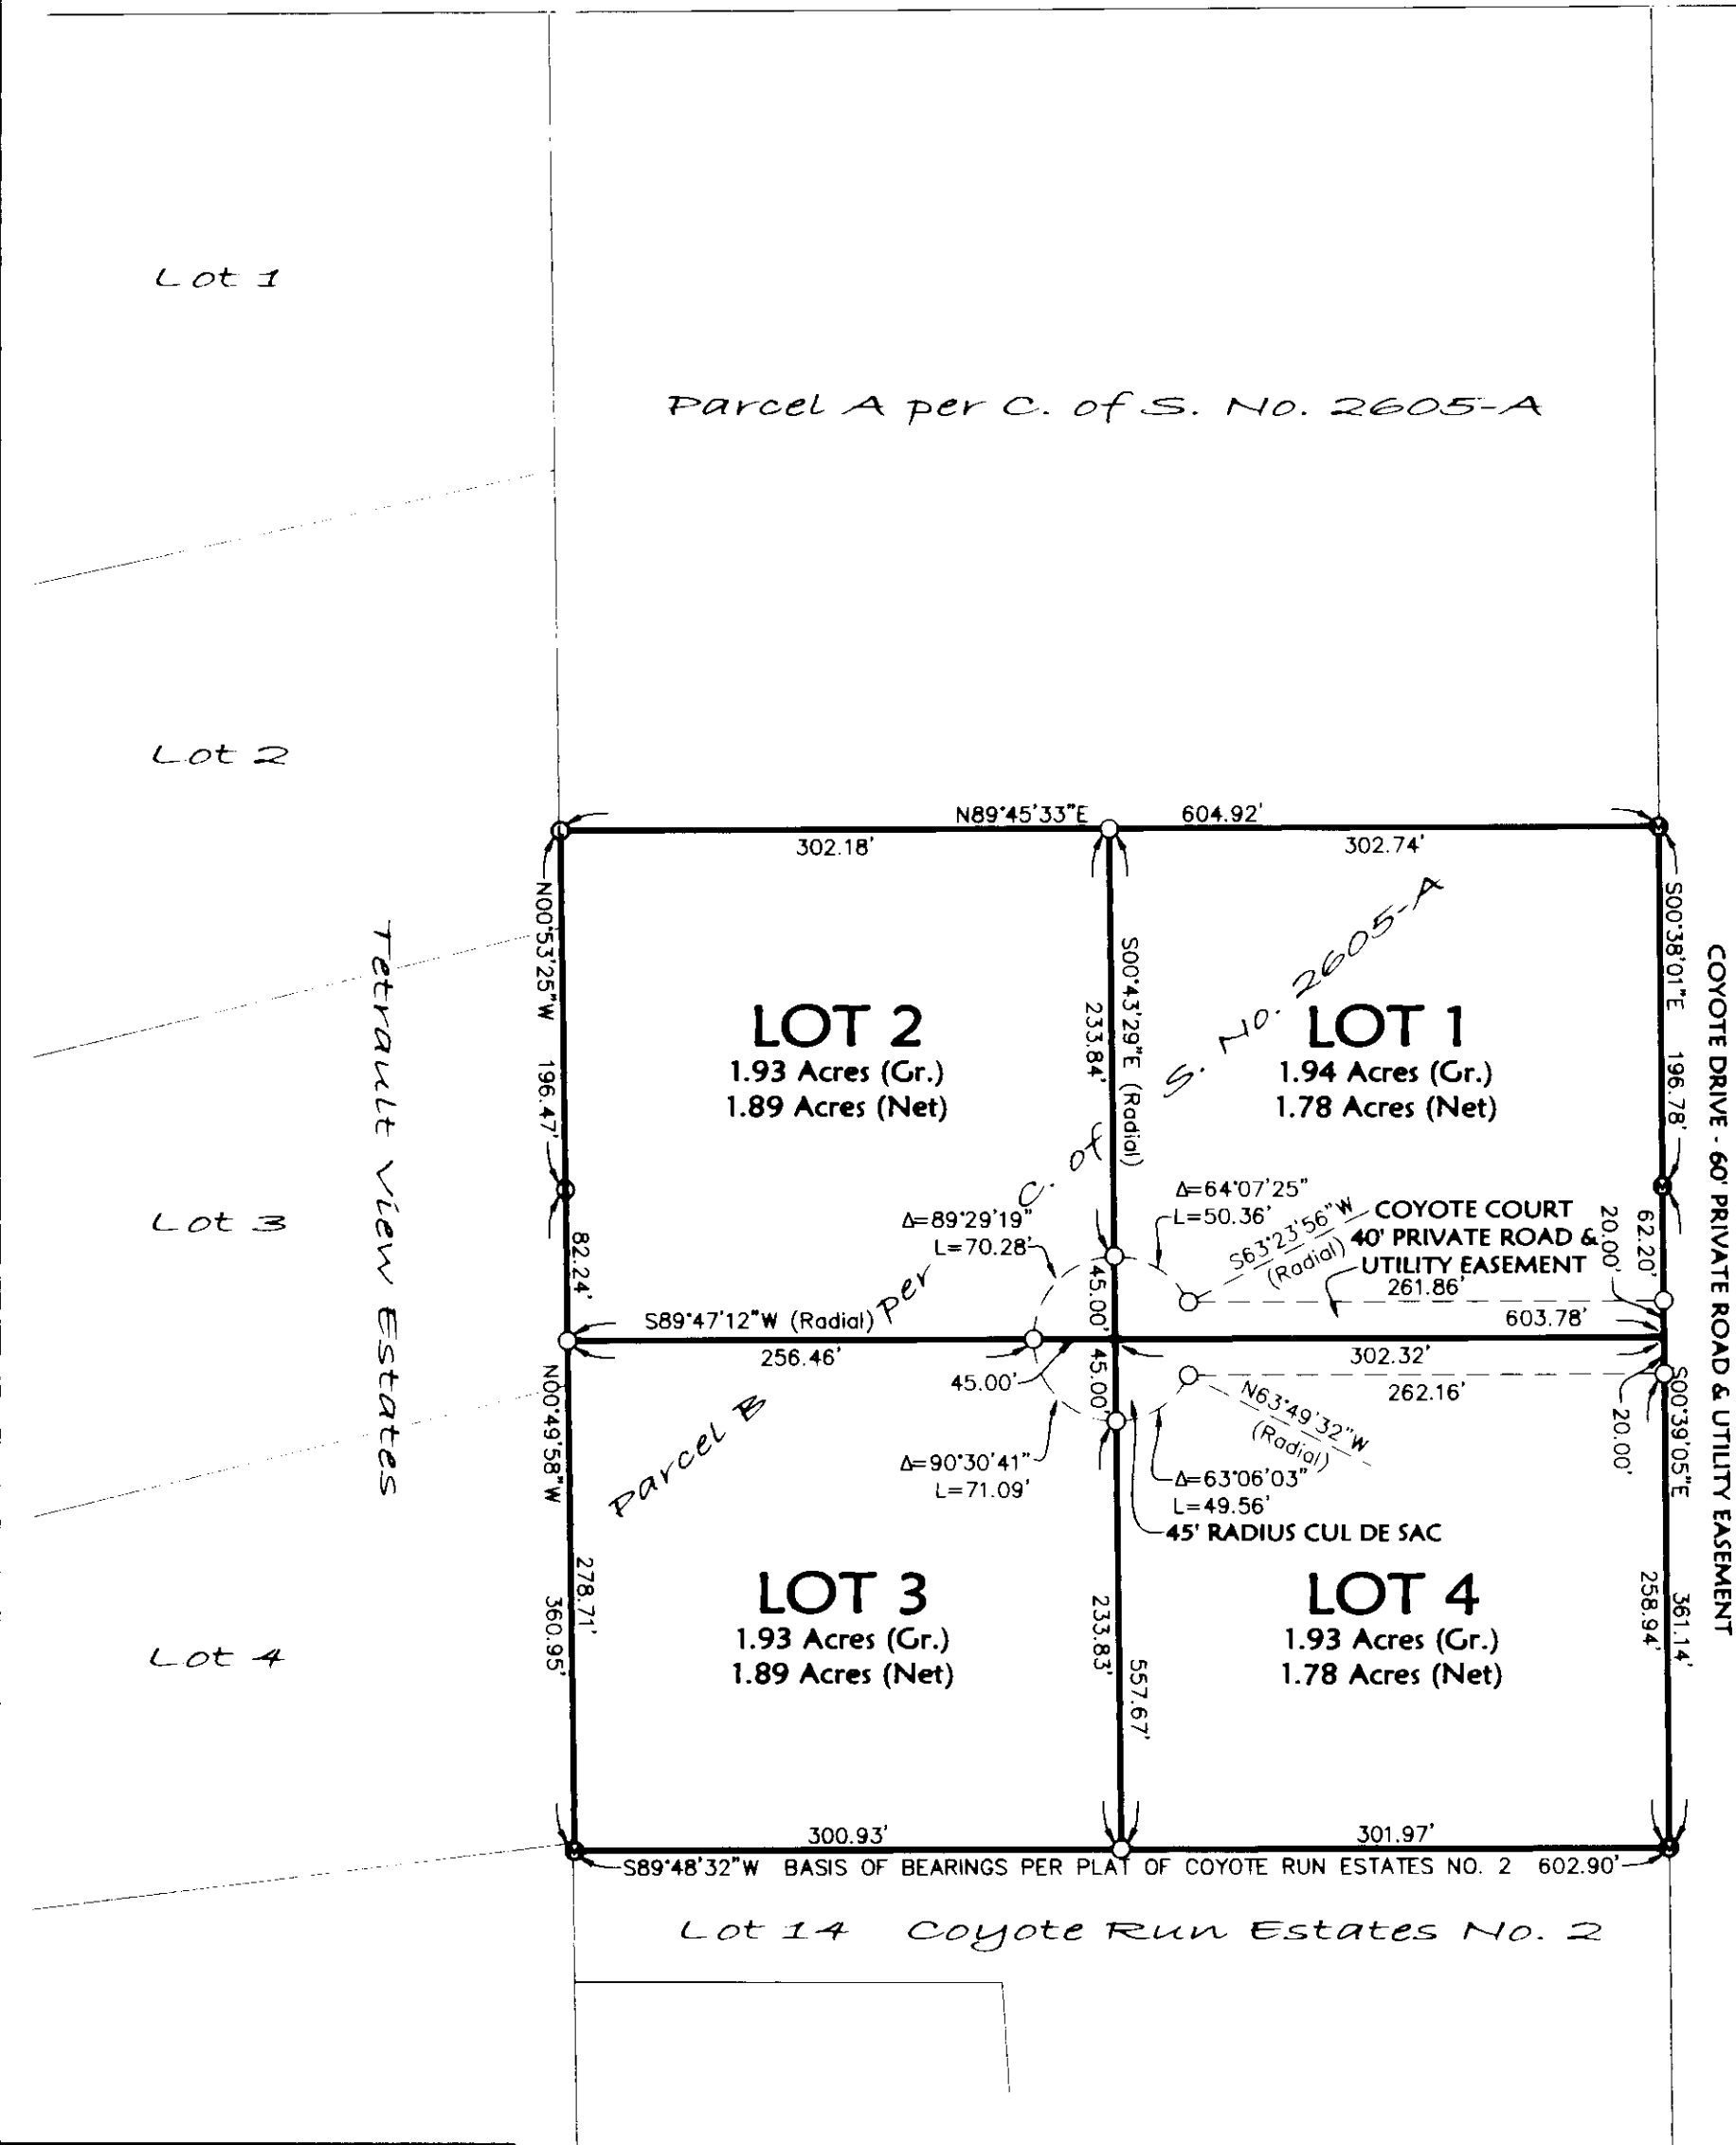 Lot 1
Parcel A per C. of S. No. 2605-A
Lot 2
N89°45'33"E 604.92'
302.18'
302.74'
N00°53'25"W 196.47'
S00°38'01"E 196.78'
S00°43'29"E (Radial)
233.84'
Tetrault View Estates
COYOTE DRIVE - 60' PRIVATE ROAD & UTILITY EASEMENT
LOT 2
1.93 Acres (Gr.)
1.89 Acres (Net)
LOT 1
1.94 Acres (Gr.)
1.78 Acres (Net)
Parcel B per C. of S. No. 2605-A
Lot 3
Δ=89°29'19"
L=70.28'
Δ=64°07'25"
L=50.36'
S63°23'56"W
(Radial)
COYOTE COURT
40' PRIVATE ROAD &
UTILITY EASEMENT
20.00'
62.20'
82.24'
45.00'
261.86'
S89°47'12"W (Radial)
603.78'
256.46'
45.00'
45.00'
302.32'
262.16'
20.00'
N63°49'32"W
(Radial)
N00°49'58"W
S00°39'05"E
Δ=90°30'41"
L=71.09'
Δ=63°06'03"
L=49.56'
45' RADIUS CUL DE SAC
278.71'
360.95'
LOT 3
1.93 Acres (Gr.)
1.89 Acres (Net)
233.83'
557.67'
LOT 4
1.93 Acres (Gr.)
1.78 Acres (Net)
258.94'
361.14'
Lot 4
300.93'
301.97'
S89°48'32"W BASIS OF BEARINGS PER PLAT OF COYOTE RUN ESTATES NO. 2 602.90'
Lot 14 Coyote Run Estates No. 2